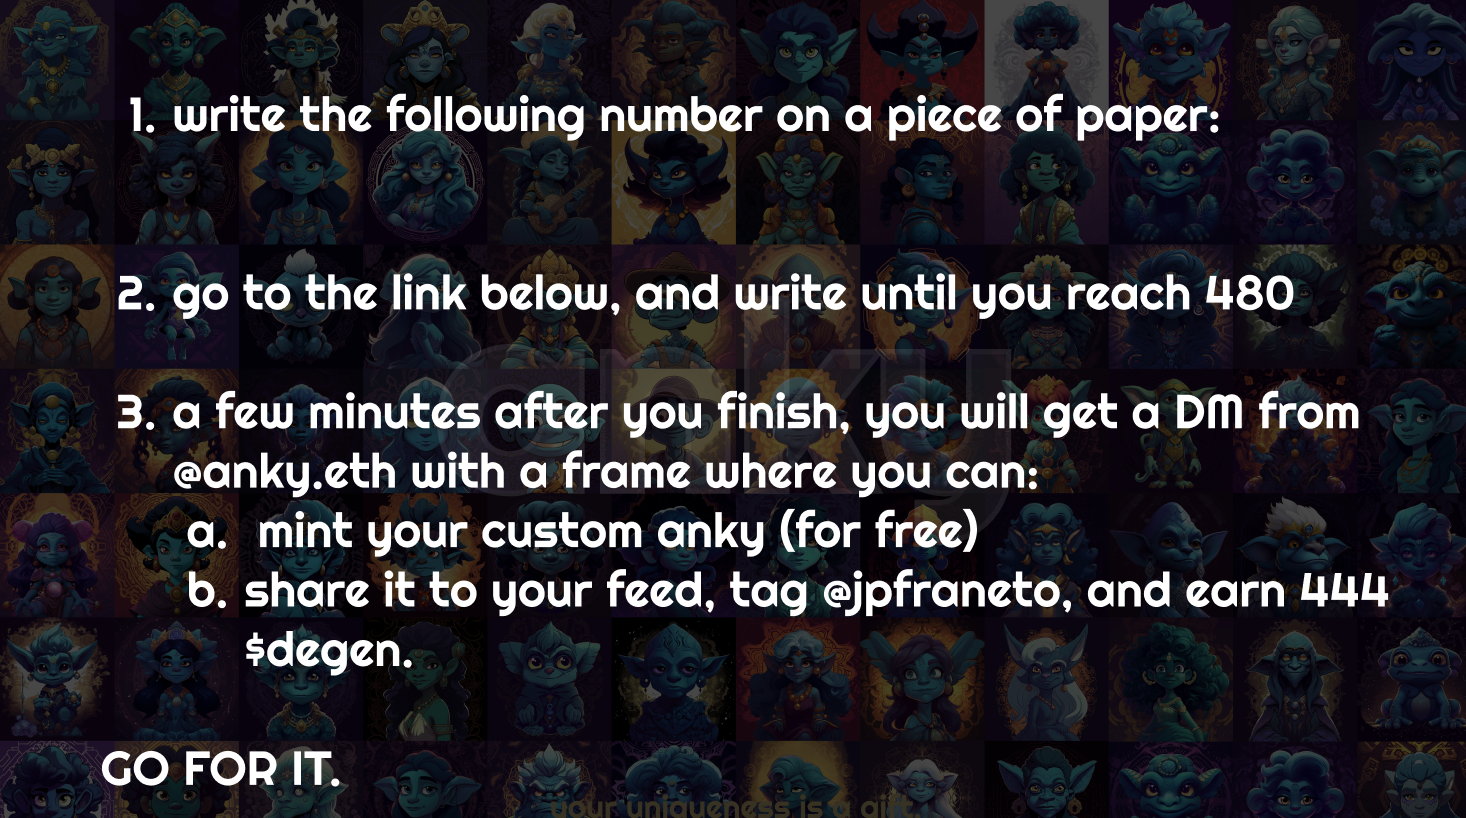 1. write the following number on a piece of paper:
2. go to the link below, and write until you reach 480
anky
3. a few minutes after you finish, you will get a DM from
@anky.eth with a frame where you can:
a. mint your custom anky (for free)
b. share it to your feed, tag @jpfraneto, and earn 444
$degen.
GO FOR IT.
your uniqueness is a gift.